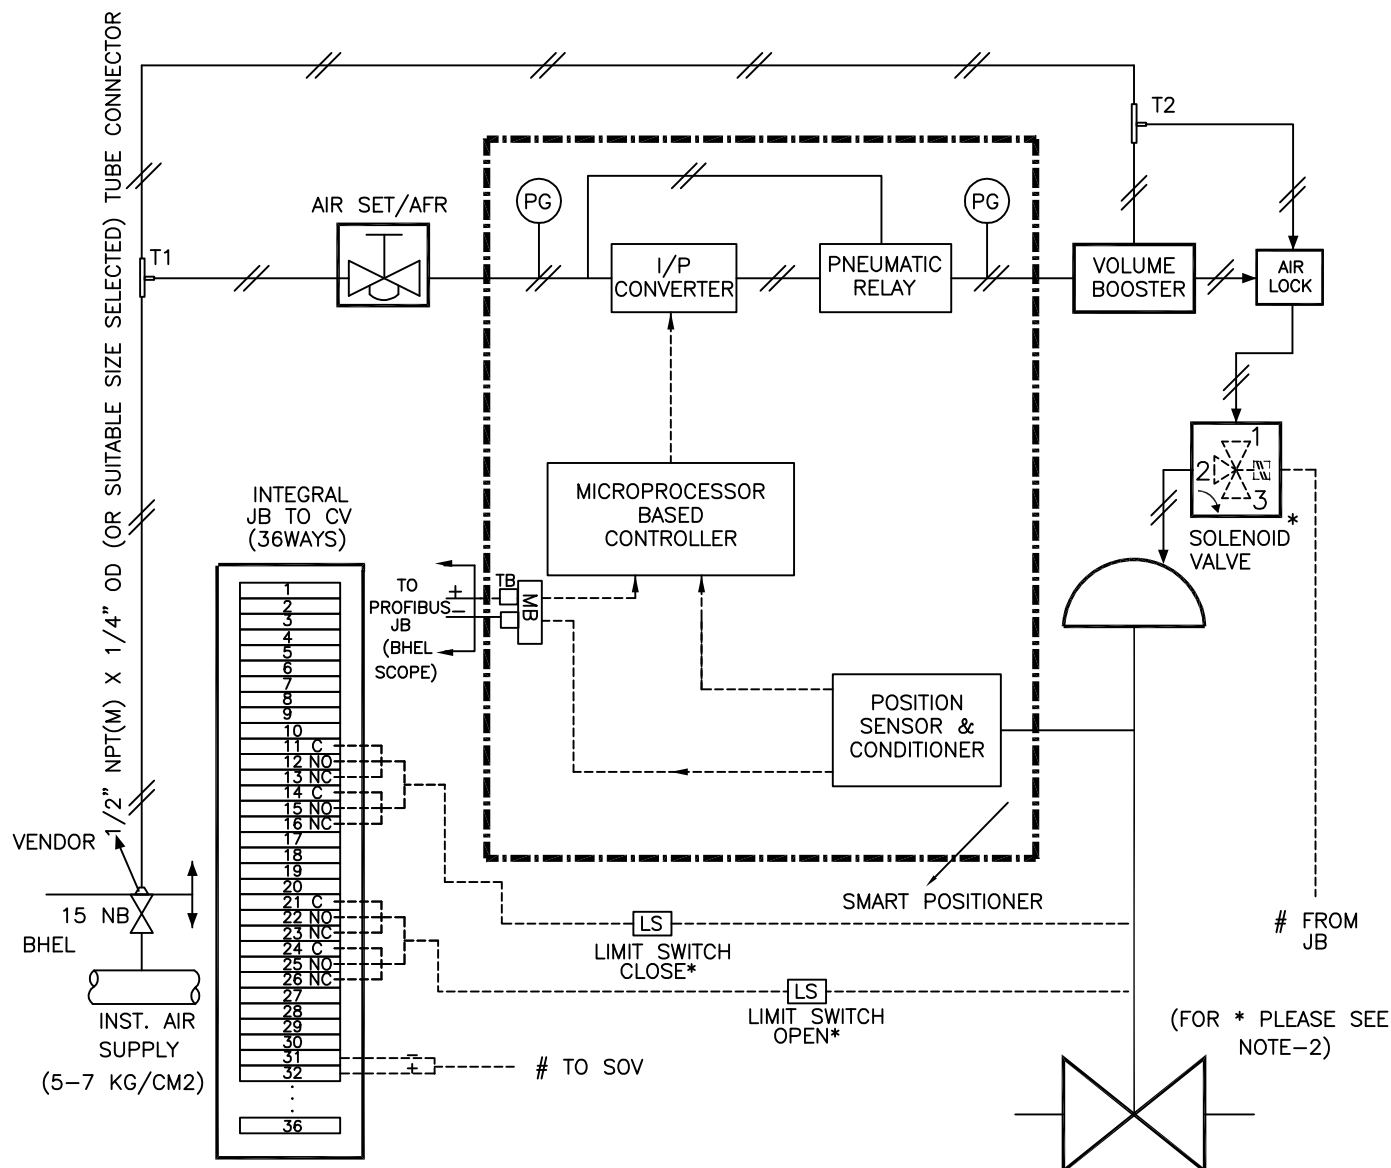 1/2" NPT(M) X 1/4" OD (OR SUITABLE SIZE SELECTED) TUBE CONNECTOR
T2
AIR SET/AFR
PG
PG
T1
I/P
CONVERTER
PNEUMATIC
RELAY
VOLUME
BOOSTER
AIR
LOCK
1
2
3
*
SOLENOID
VALVE
MICROPROCESSOR
BASED
CONTROLLER
INTEGRAL
JB TO CV
(36WAYS)
TO
PROFIBUS
JB
(BHEL
SCOPE)
+
−
TB
MB
POSITION
SENSOR &
CONDITIONER
1
2
3
4
5
6
7
8
9
10
11 C
12 NO
13 NC
14 C
15 NO
16 NC
17
18
19
20
21 C
22 NO
23 NC
24 C
25 NO
26 NC
27
28
29
30
31 −
32 +
36
VENDOR
15 NB
BHEL
INST. AIR
SUPPLY
(5−7 KG/CM2)
SMART POSITIONER
LS
LIMIT SWITCH
CLOSE*
LS
LIMIT SWITCH
OPEN*
# TO SOV
# FROM
JB
(FOR * PLEASE SEE
NOTE−2)